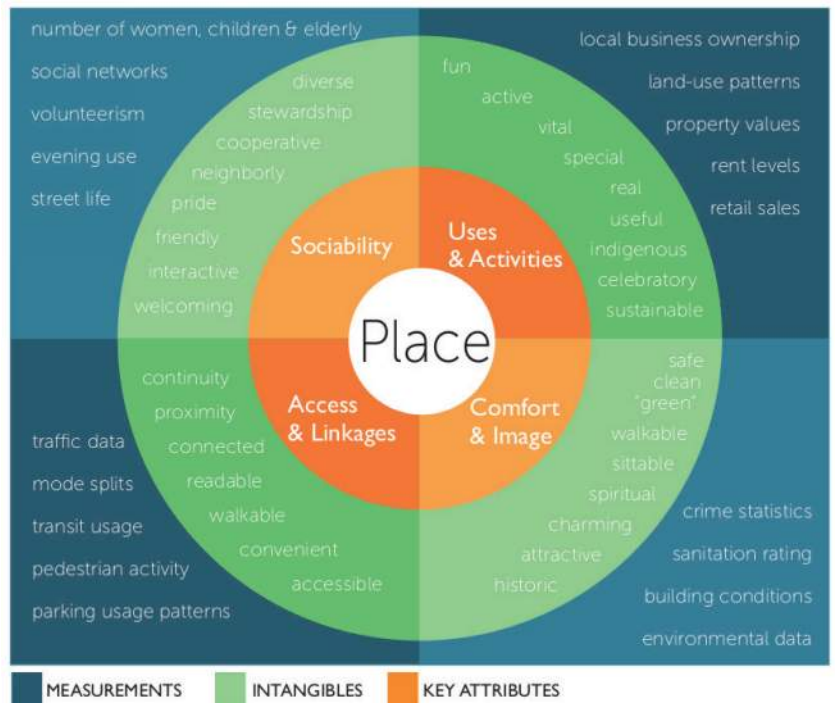 number of women, children & elderly
social networks
volunteerism
evening use
street life
diverse
stewardship
cooperative
neighborly
pride
friendly
interactive
welcoming
Sociability
fun
active
vital
special
real
useful
indigenous
celebratory
sustainable
Uses
& Activities
local business ownership
land-use patterns
property values
rent levels
retail sales
Place
traffic data
mode splits
transit usage
pedestrian activity
parking usage patterns
continuity
proximity
connected
readable
walkable
convenient
accessible
Access
& Linkages
Comfort
& Image
safe
clean
"green"
walkable
sittable
spiritual
charming
attractive
historic
crime statistics
sanitation rating
building conditions
environmental data
MEASUREMENTS
INTANGIBLES
KEY ATTRIBUTES